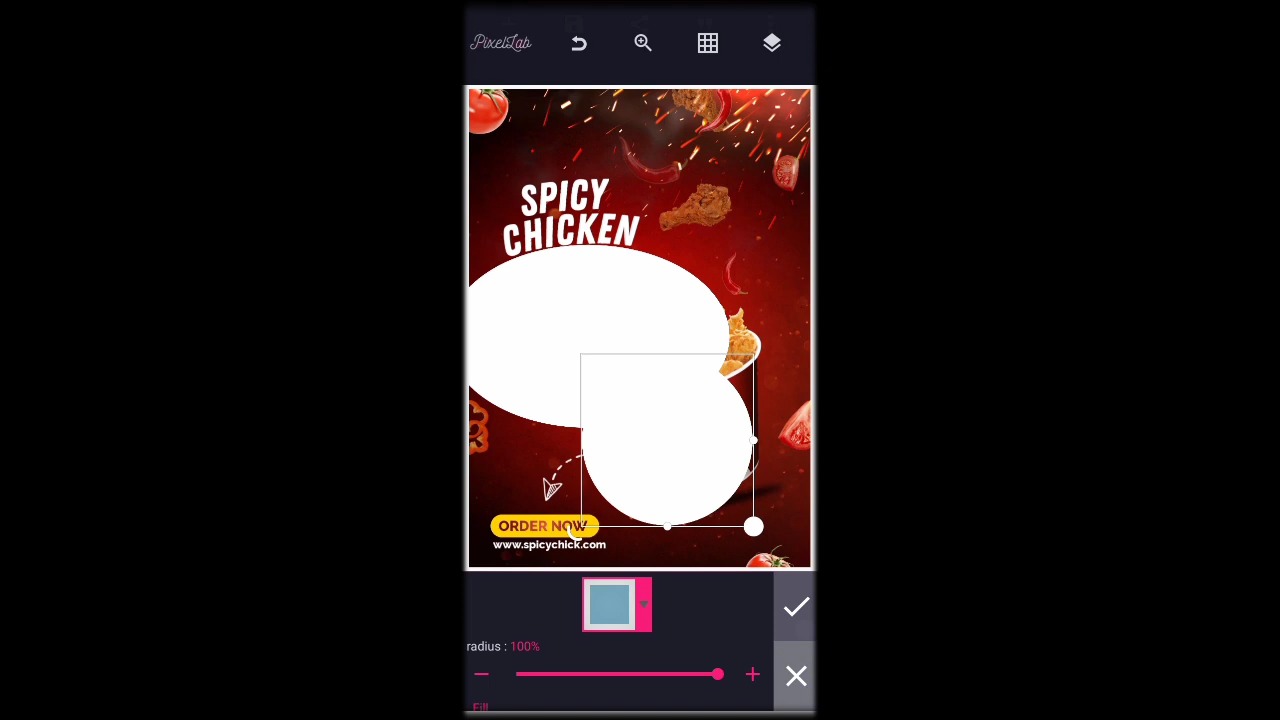 PixelLab
SPICY
CHICKEN
ORDER NOW
www.spicychick.com
radius : 100%
Fill